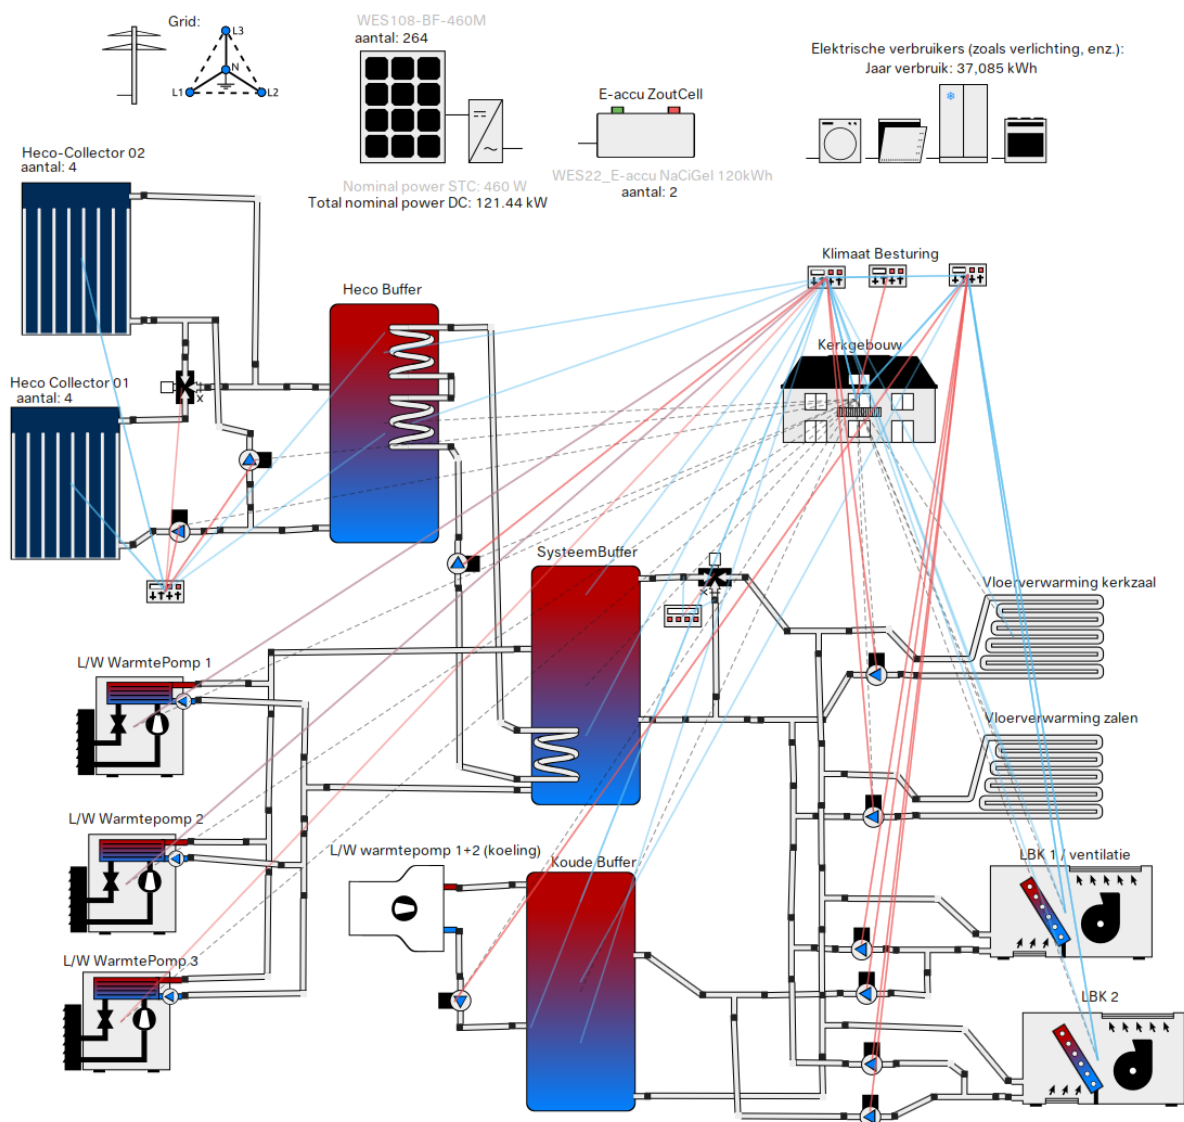 Grid:
L3
N
L1
L2
WES108-BF-460M
aantal: 264
Nominal power STC: 460 W
Total nominal power DC: 121.44 kW
E-accu ZoutCell
WES22_E-accu NaCiGel 120kWh
aantal: 2
Elektrische verbruikers (zoals verlichting, enz.):
Jaar verbruik: 37,085 kWh
Heco-Collector 02
aantal: 4
Heco Collector 01
aantal: 4
x
Heco Buffer
Klimaat Besturing
Kerkgebouw
SysteemBuffer
x
Vloerverwarming kerkzaal
L/W WarmtePomp 1
Vloerverwarming zalen
L/W Warmtepomp 2
L/W warmtepomp 1+2 (koeling)
Koude Buffer
LBK 1 / ventilatie
L/W WarmtePomp 3
LBK 2